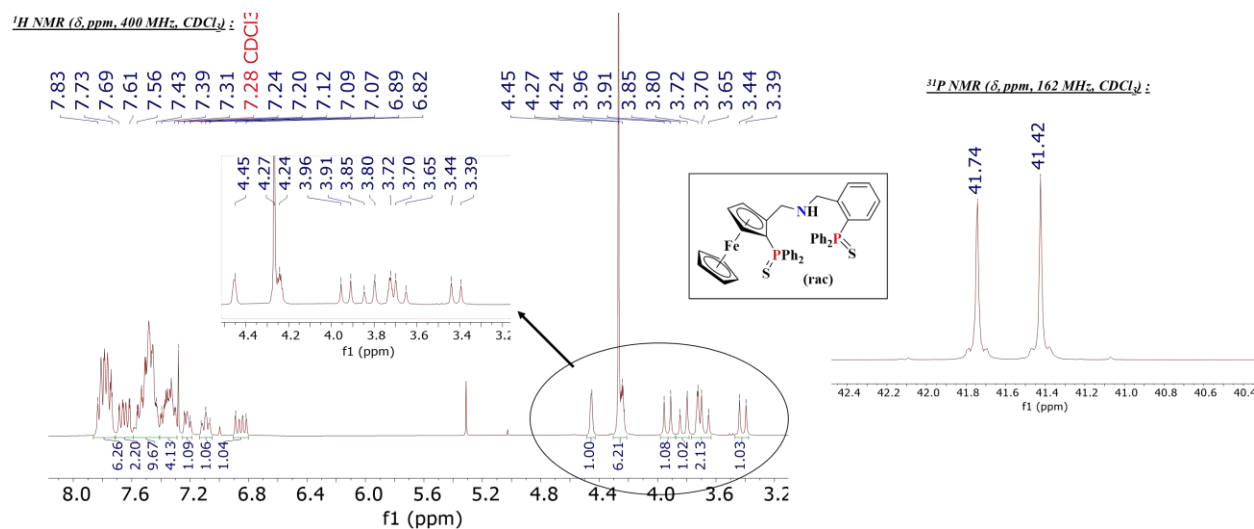 ¹H NMR (δ, ppm, 400 MHz, CDCl₃) :
7.83 7.73 7.69 7.61 7.56 7.43 7.39 7.31 7.28 CDCl3 7.24 7.20 7.12 7.09 7.07 6.89 6.82
4.45 4.27 4.24 3.96 3.91 3.85 3.80 3.72 3.70 3.65 3.44 3.39
4.45 4.27 4.24 3.96 3.91 3.85 3.80 3.72 3.70 3.65 3.44 3.39
4.4 4.2 4.0 3.8 3.6 3.4 3.2
f1 (ppm)
NH
Fe
PPh₂
S
Ph₂P
S
(rac)
6.26 2.20 9.67 4.13 1.09 1.06 1.04 1.00 6.21 1.08 1.02 2.13 1.03
8.0 7.6 7.2 6.8 6.4 6.0 5.6 5.2 4.8 4.4 4.0 3.6 3.2
f1 (ppm)
³¹P NMR (δ, ppm, 162 MHz, CDCl₃) :
41.74 41.42
42.4 42.2 42.0 41.8 41.6 41.4 41.2 41.0 40.8 40.6 40.4
f1 (ppm)